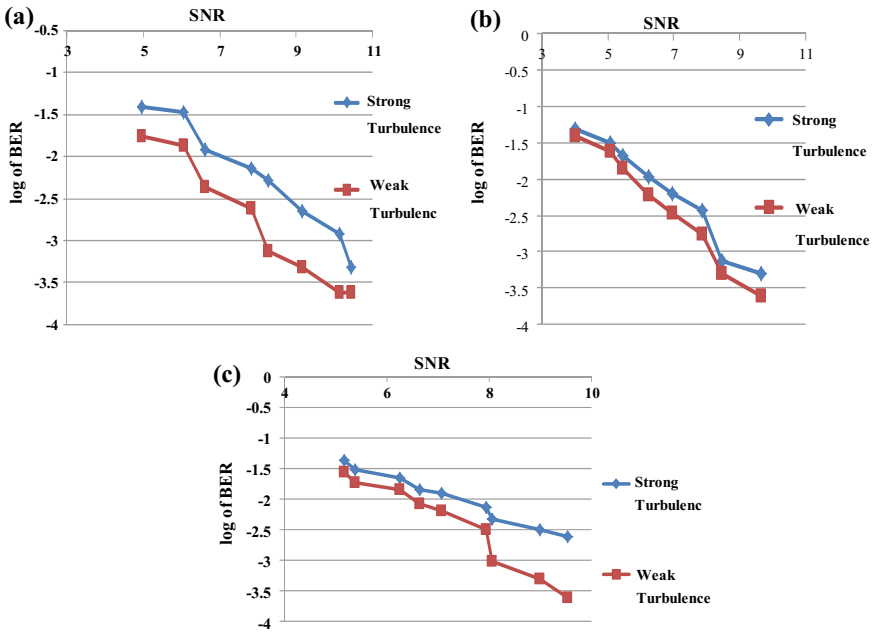 (a)
SNR
-0.5
3
5
7
9
11
-1
-1.5
-2
-2.5
-3
-3.5
-4
log of BER
Strong
Turbulence
Weak
Turbulenc
(b)
SNR
0
3
5
7
9
11
-0.5
-1
-1.5
-2
-2.5
-3
-3.5
-4
log of BER
Strong
Turbulence
Weak
Turbulence
(c)
SNR
0
4
6
8
10
-0.5
-1
-1.5
-2
-2.5
-3
-3.5
-4
log of BER
Strong
Turbulenc
Weak
Turbulence